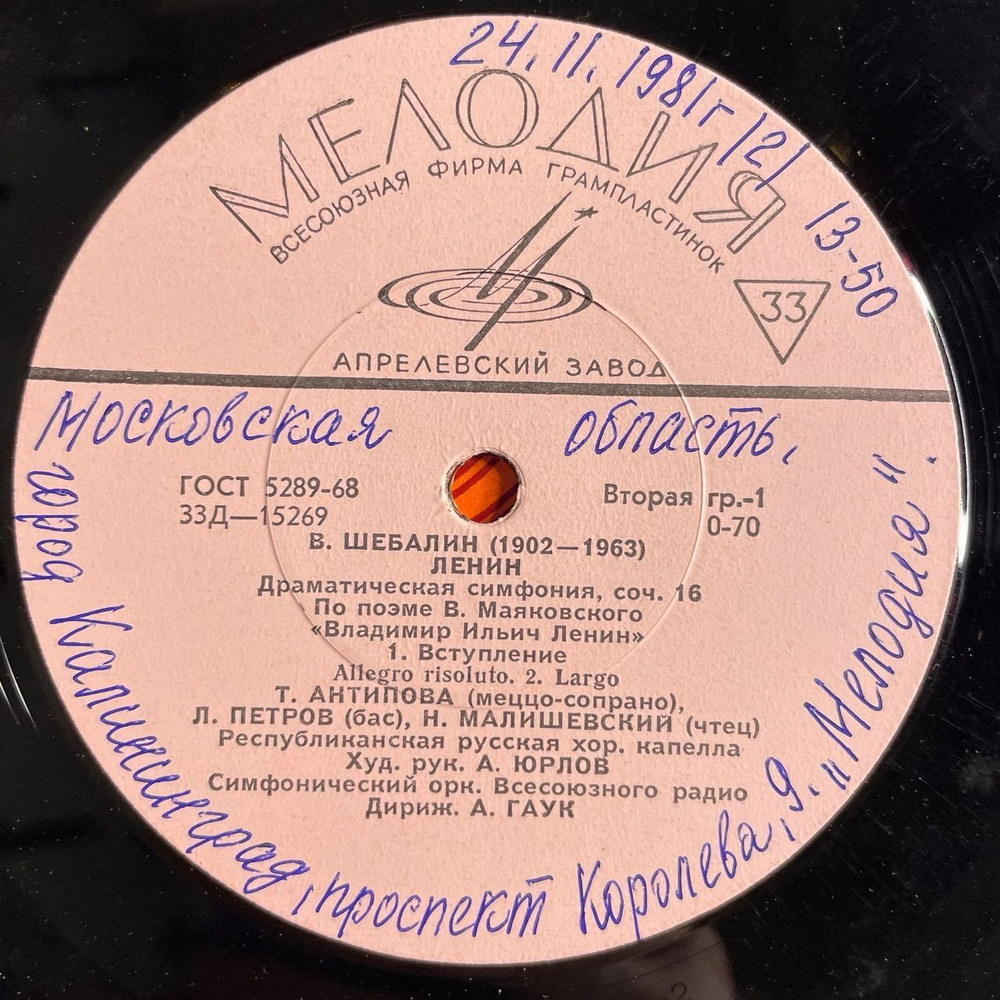 24.11.1981г /2/ 13-50
МЕЛОДИЯ
ВСЕСОЮЗНАЯ ФИРМА ГРАМПЛАСТИНОК
33
АПРЕЛЕВСКИЙ ЗАВОД
Московская область,
город Калининград, проспект Королева, 9. "Мелодия".
ГОСТ 5289-68
33Д—15269
Вторая гр.-1
0-70
В. ШЕБАЛИН (1902—1963)
ЛЕНИН
Драматическая симфония, соч. 16
По поэме В. Маяковского
«Владимир Ильич Ленин»
1. Вступление
Allegro risoluto. 2. Largo
Т. АНТИПОВА (меццо-сопрано),
Л. ПЕТРОВ (бас), Н. МАЛИШЕВСКИЙ (чтец)
Республиканская русская хор. капелла
Худ. рук. А. ЮРЛОВ
Симфонический орк. Всесоюзного радио
Дириж. А. ГАУК